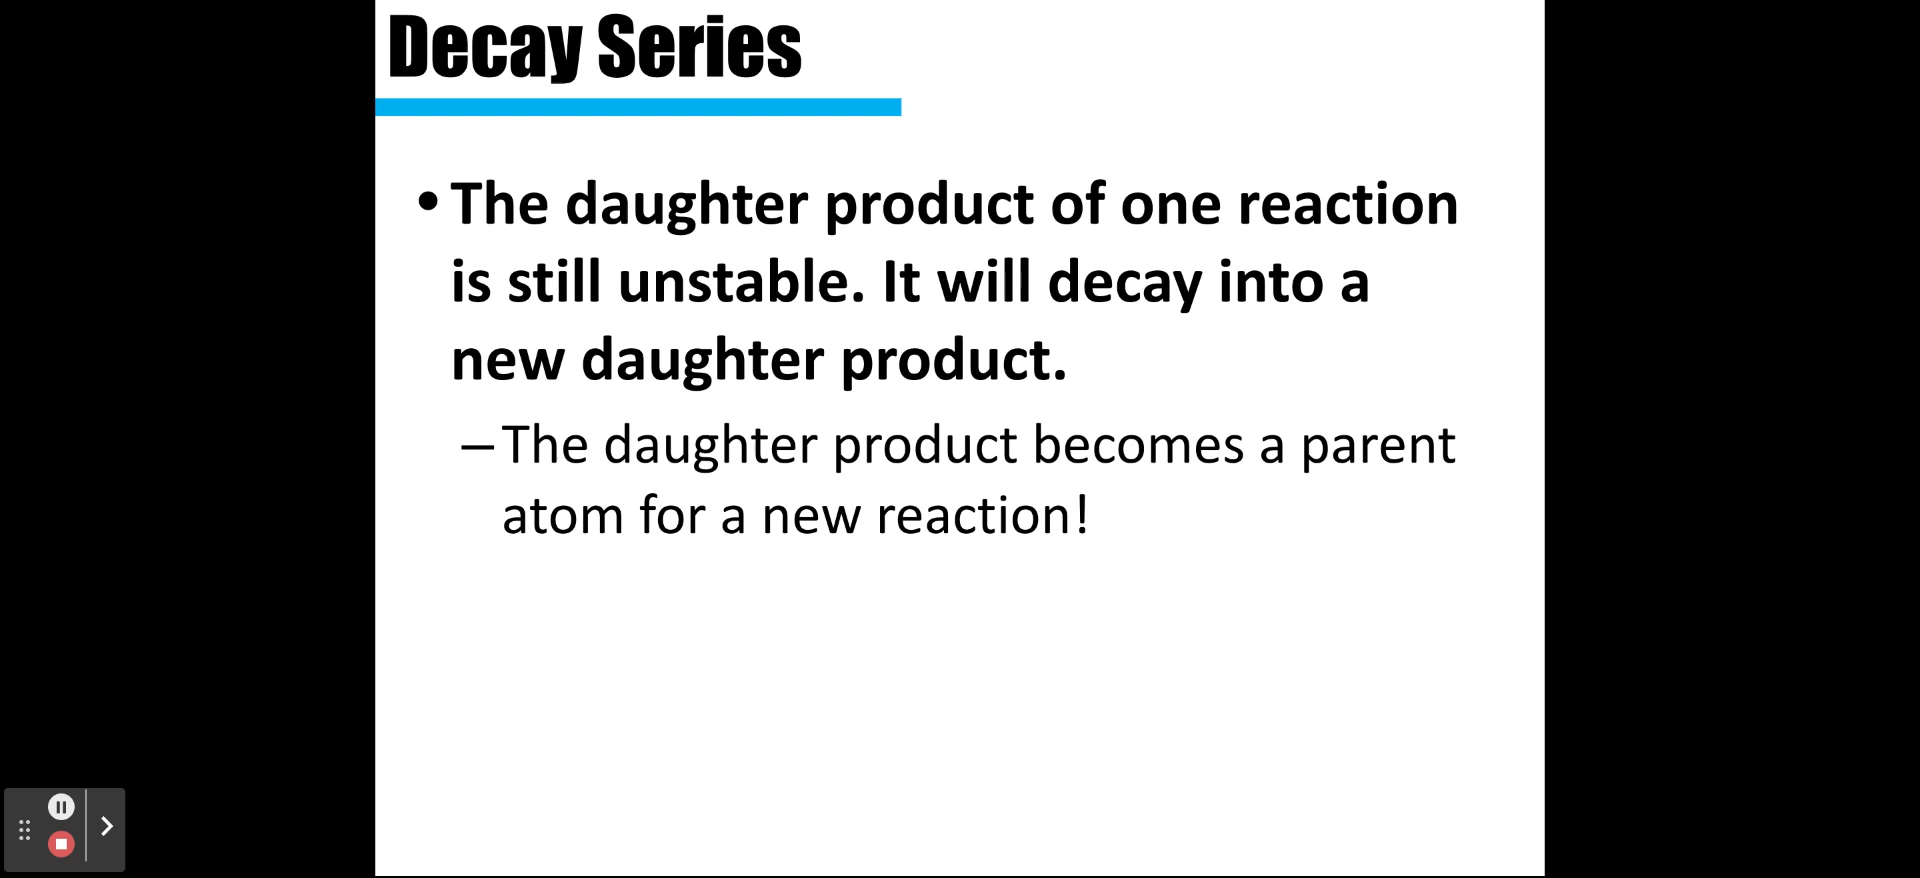 Decay Series
• The daughter product of one reaction
is still unstable. It will decay into a
new daughter product.
– The daughter product becomes a parent
atom for a new reaction!